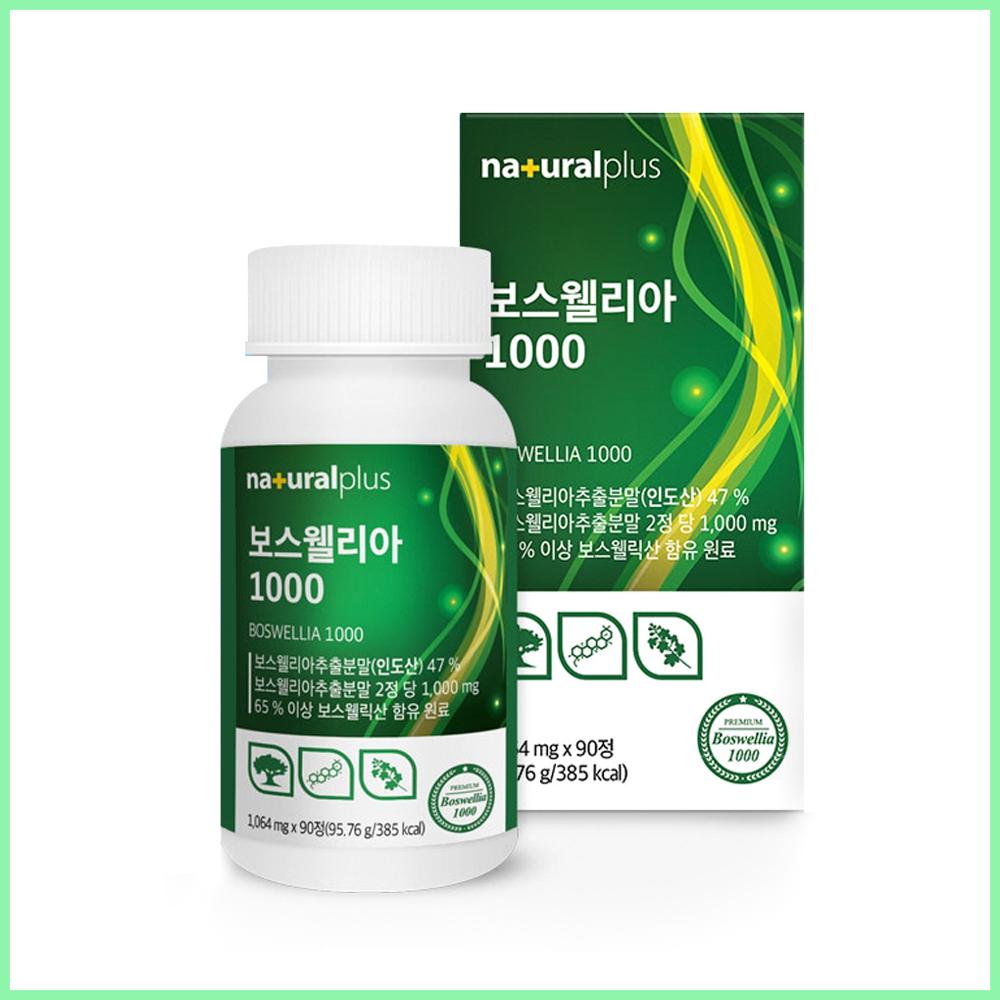 na+uralplus
보스웰리아
1000
BOSWELLIA 1000
보스웰리아추출분말(인도산) 47 %
보스웰리아추출분말 2정 당 1,000 mg
65 % 이상 보스웰릭산 함유 원료
PREMIUM
Boswellia
1000
1,064 mg x 90정(95.76 g/385 kcal)
na+uralplus
보스웰리아
1000
WELLIA 1000
스웰리아추출분말(인도산) 47 %
스웰리아추출분말 2정 당 1,000 mg
% 이상 보스웰릭산 함유 원료
PREMIUM
Boswellia
1000
4 mg x 90정
76 g/385 kcal)